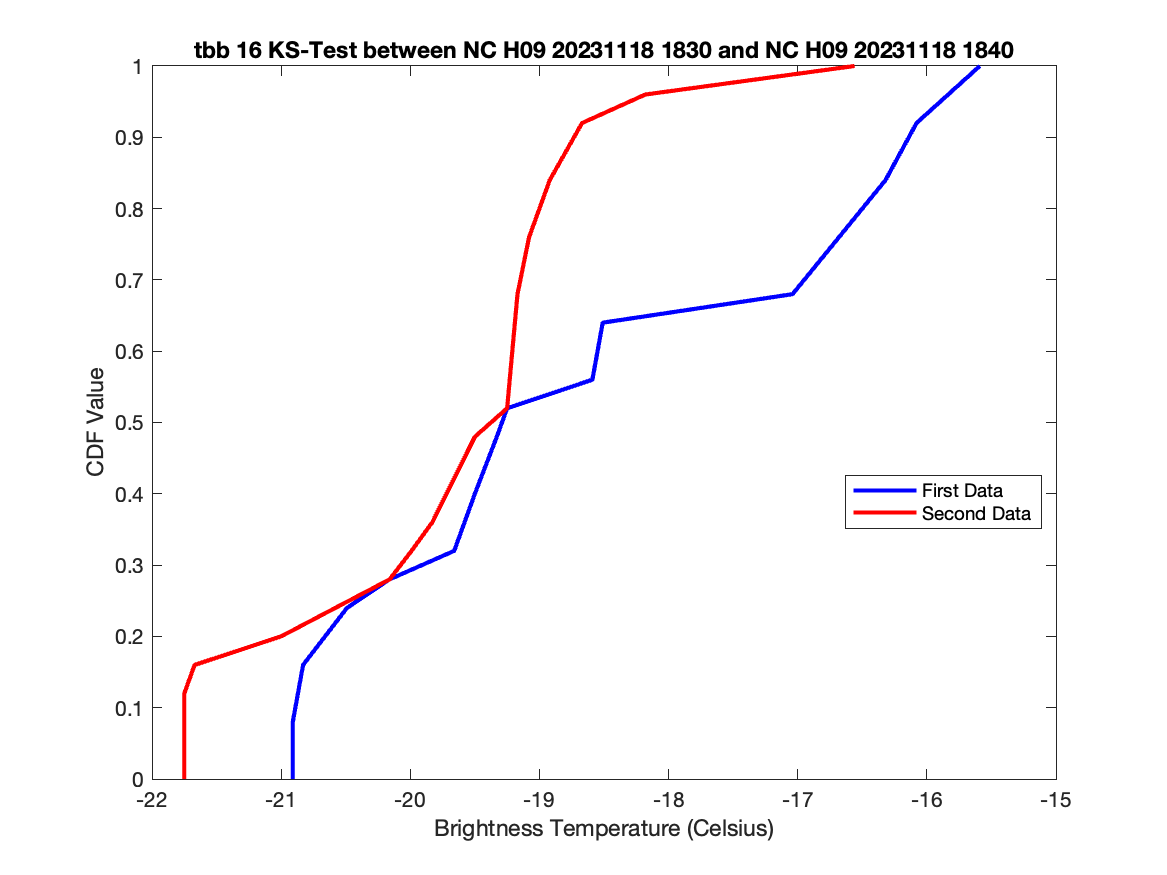 tbb 16 KS-Test between NC H09 20231118 1830 and NC H09 20231118 1840
1
0.9
0.8
0.7
0.6
0.5
0.4
0.3
0.2
0.1
0
CDF Value
First Data
Second Data
-22 -21 -20 -19 -18 -17 -16 -15
Brightness Temperature (Celsius)